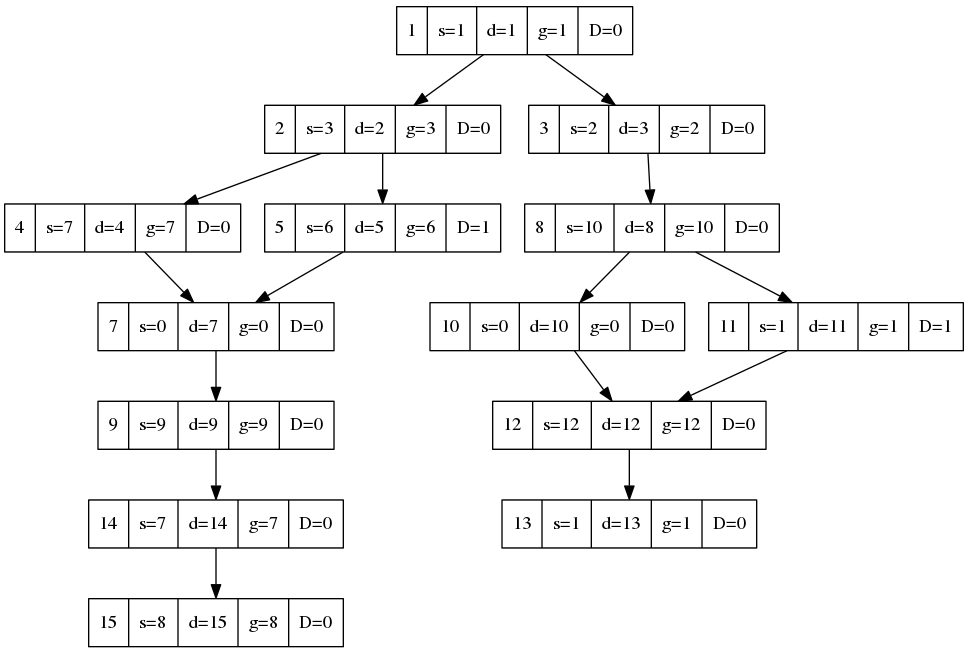 1 s=1 d=1 g=1 D=0
2 s=3 d=2 g=3 D=0
3 s=2 d=3 g=2 D=0
4 s=7 d=4 g=7 D=0
5 s=6 d=5 g=6 D=1
8 s=10 d=8 g=10 D=0
7 s=0 d=7 g=0 D=0
10 s=0 d=10 g=0 D=0
11 s=1 d=11 g=1 D=1
9 s=9 d=9 g=9 D=0
12 s=12 d=12 g=12 D=0
14 s=7 d=14 g=7 D=0
13 s=1 d=13 g=1 D=0
15 s=8 d=15 g=8 D=0